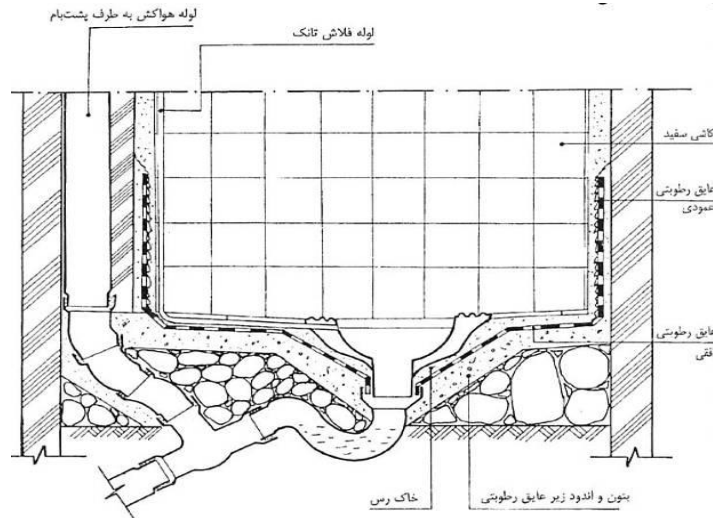 لوله هواکش به طرف پشت‌بام
لوله فلاش تانک
کاشی سفید
عایق رطوبتی
عمودی
عایق رطوبتی
افقی
بتون و اندود زیر عایق رطوبتی
خاک رس